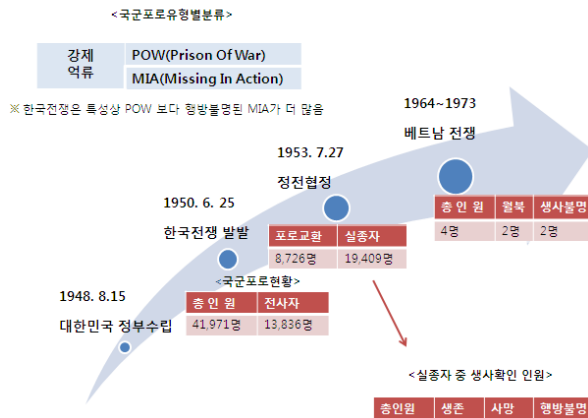 <국군포로유형별분류>
강제 억류
POW(Prison Of War)
MIA(Missing In Action)
※ 한국전쟁은 특성상 POW 보다 행방불명된 MIA가 더 많음
1964~1973
베트남 전쟁
총 인 원 월북 생사불명
4명 2명 2명
1953. 7.27
정전협정
포로교환 실종자
8,726명 19,409명
1950. 6. 25
한국전쟁 발발
<국군포로현황>
총 인 원 전사자
41,971명 13,836명
1948. 8.15
대한민국 정부수립
<실종자 중 생사확인 인원>
총인원 생존 사망 행방불명